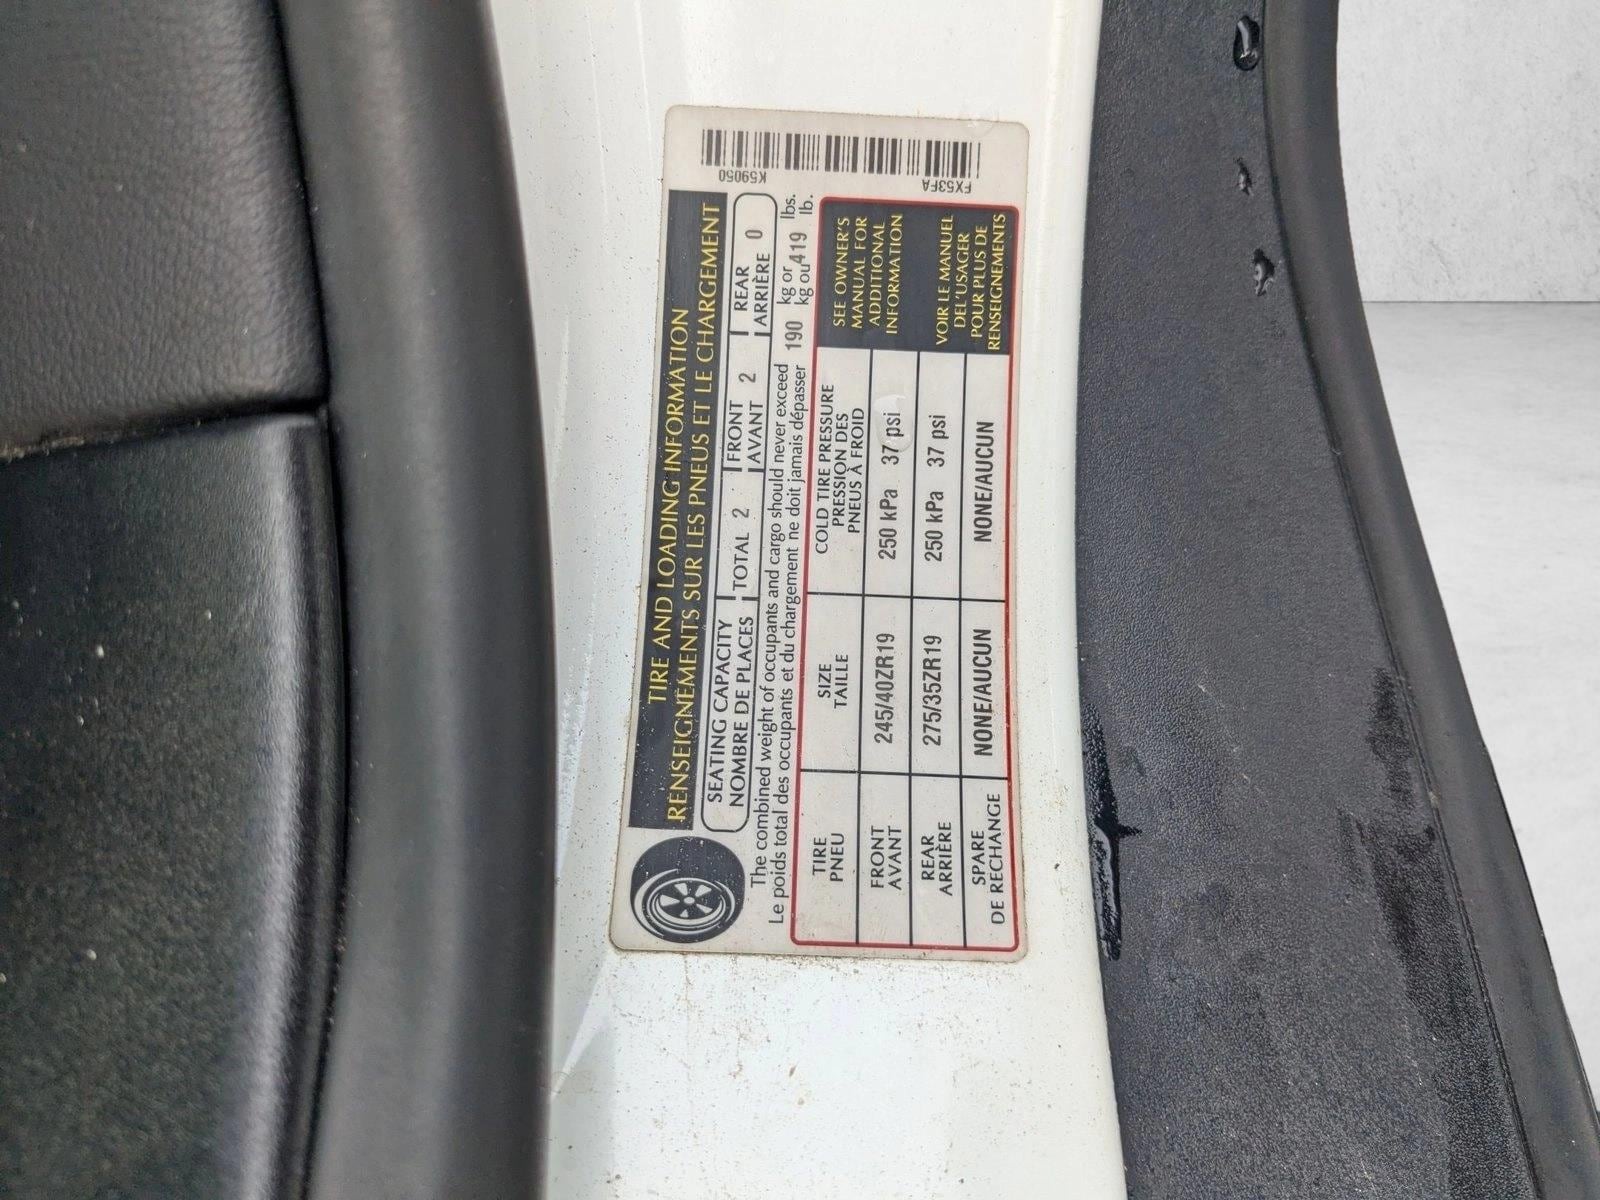 TIRE AND LOADING INFORMATION
RENSEIGNEMENTS SUR LES PNEUS ET LE CHARGEMENT
SEATING CAPACITY
NOMBRE DE PLACES
TOTAL 2
FRONT
AVANT 2
REAR
ARRIÈRE 0
The combined weight of occupants and cargo should never exceed 190 kg or 419 lbs.
Le poids total des occupants et du chargement ne doit jamais dépasser kg ou lb.
TIRE
PNEU
SIZE
TAILLE
COLD TIRE PRESSURE
PRESSION DES
PNEUS À FROID
SEE OWNER'S
MANUAL FOR
ADDITIONAL
INFORMATION
FRONT
AVANT
245/40ZR19
250 kPa 37 psi
REAR
ARRIÈRE
275/35ZR19
250 kPa 37 psi
VOIR LE MANUEL
DE L'USAGER
POUR PLUS DE
RENSEIGNEMENTS
SPARE
DE RECHANGE
NONE/AUCUN
NONE/AUCUN
K59050
FX53FA